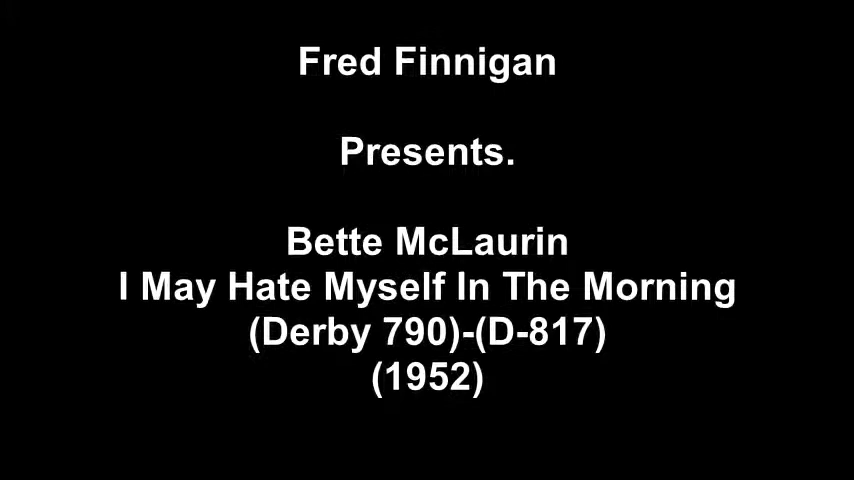 Fred Finnigan
Presents.
Bette McLaurin
I May Hate Myself In The Morning
(Derby 790)-(D-817)
(1952)